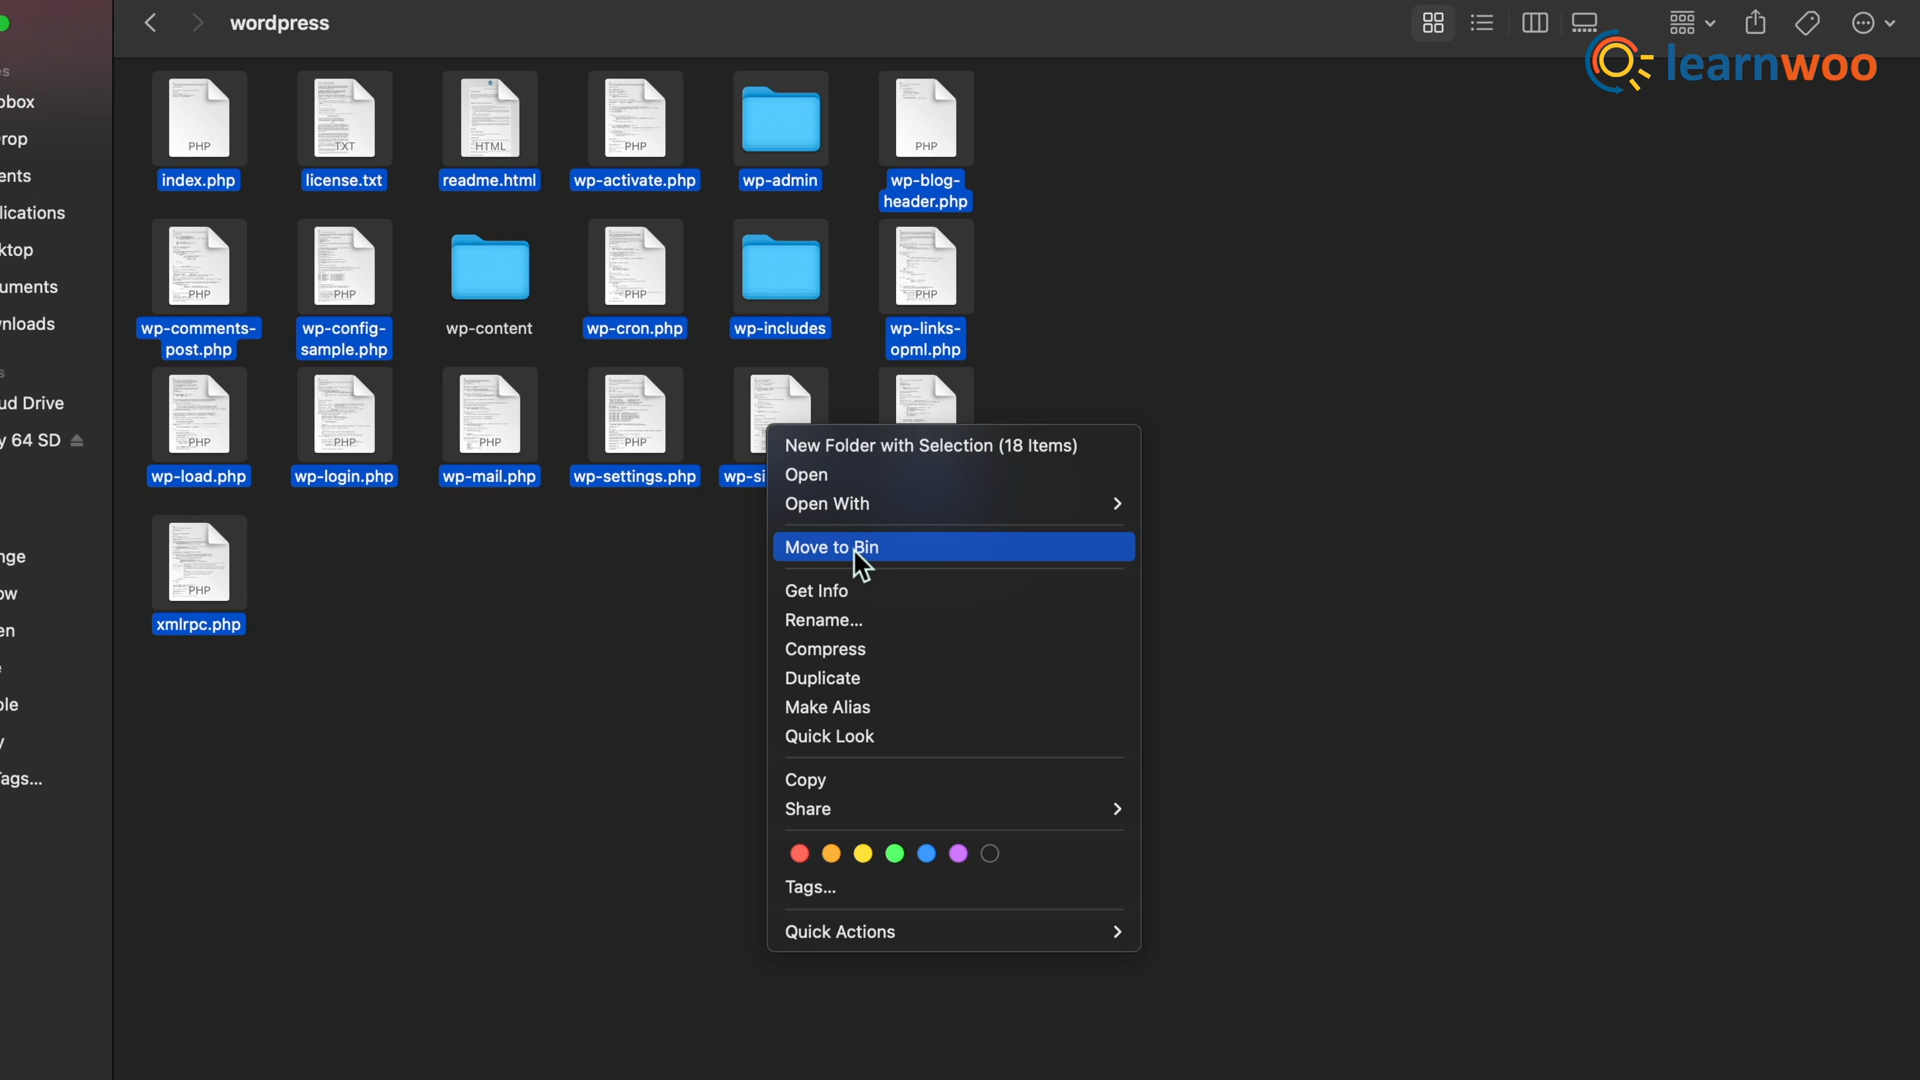 wordpress
learnwoo
s
box
rop
ents
lications
ktop
uments
nloads
s
ud Drive
y 64 SD
nge
ow
en
e
ple
y
Tags...
PHP
TXT
HTML
PHP
PHP
index.php
license.txt
readme.html
wp-activate.php
wp-admin
wp-blog-
header.php
PHP
PHP
PHP
PHP
wp-comments-
post.php
wp-config-
sample.php
wp-content
wp-cron.php
wp-includes
wp-links-
opml.php
PHP
PHP
PHP
PHP
wp-load.php
wp-login.php
wp-mail.php
wp-settings.php
wp-si
PHP
xmlrpc.php
New Folder with Selection (18 Items)
Open
Open With
Move to Bin
Get Info
Rename...
Compress
Duplicate
Make Alias
Quick Look
Copy
Share
Tags...
Quick Actions